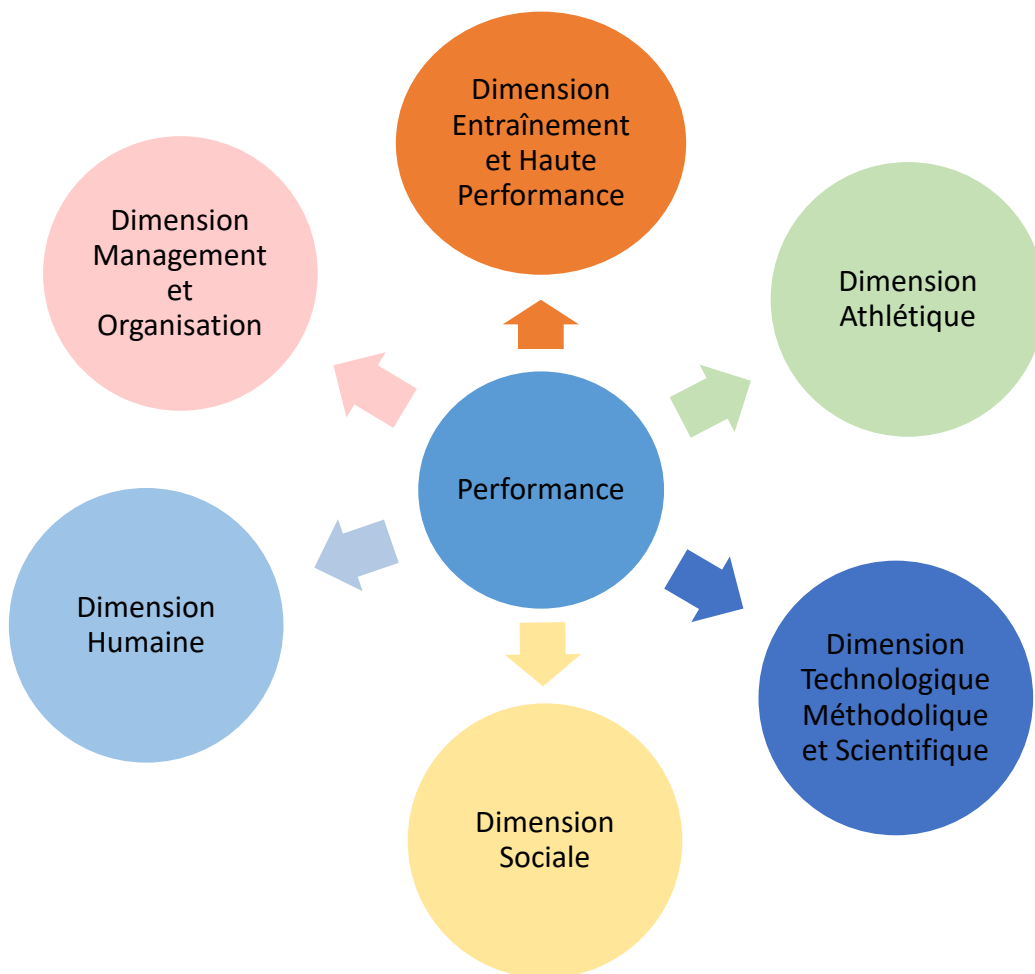 Dimension
Entraînement
et Haute
Performance
Dimension
Management
et
Organisation
Dimension
Athlétique
Performance
Dimension
Humaine
Dimension
Technologique
Méthodolique
et Scientifique
Dimension
Sociale